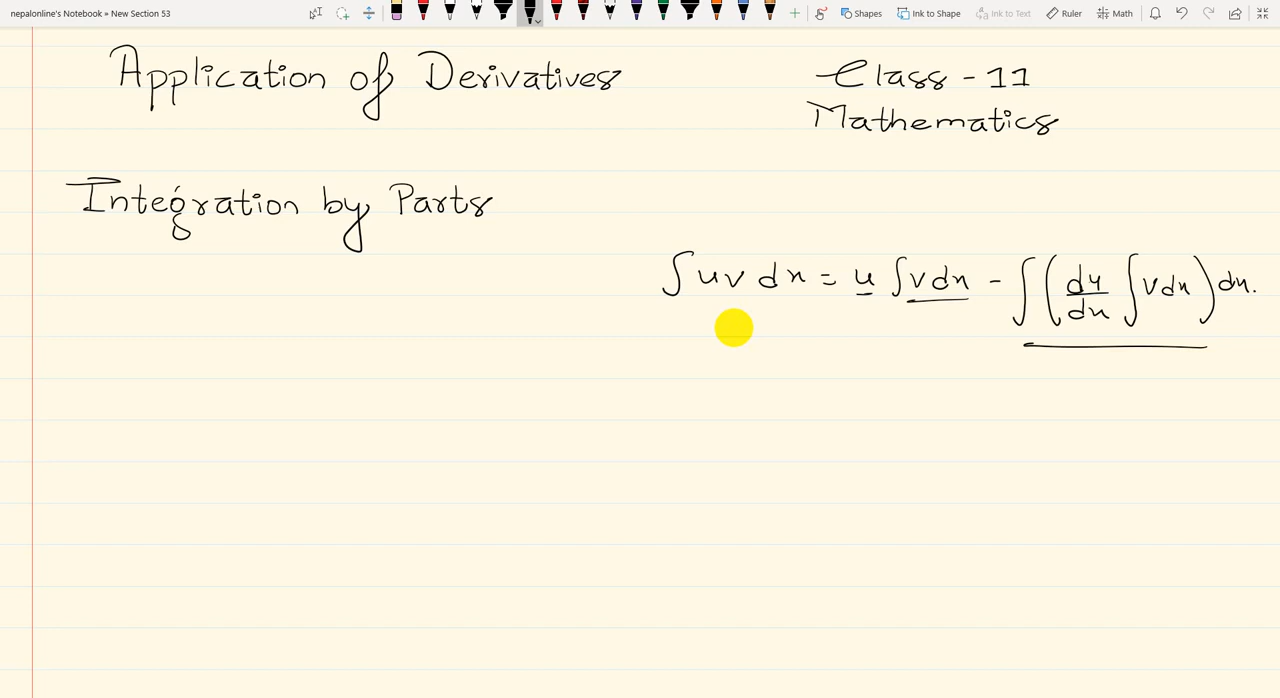 nepalonline's Notebook » New Section 53
Shapes Ink to Shape Ink to Text Ruler Math
Application of Derivatives
Class - 11
Mathematics
Integration by Parts
∫ u v dx = u ∫ v dx - ∫ ( du/dx ∫ v dx ) dx.